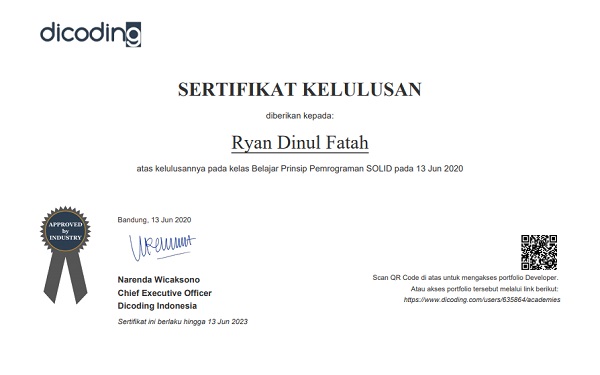 dicoding
SERTIFIKAT KELULUSAN
diberikan kepada:
Ryan Dinul Fatah
atas kelulusannya pada kelas Belajar Prinsip Pemrograman SOLID pada 13 Jun 2020
APPROVED
by
INDUSTRY
Bandung, 13 Jun 2020
Narenda Wicaksono
Chief Executive Officer
Dicoding Indonesia
Sertifikat ini berlaku hingga 13 Jun 2023
Scan QR Code di atas untuk mengakses portfolio Developer.
Atau akses portfolio tersebut melalui link berikut:
https://www.dicoding.com/users/635864/academies